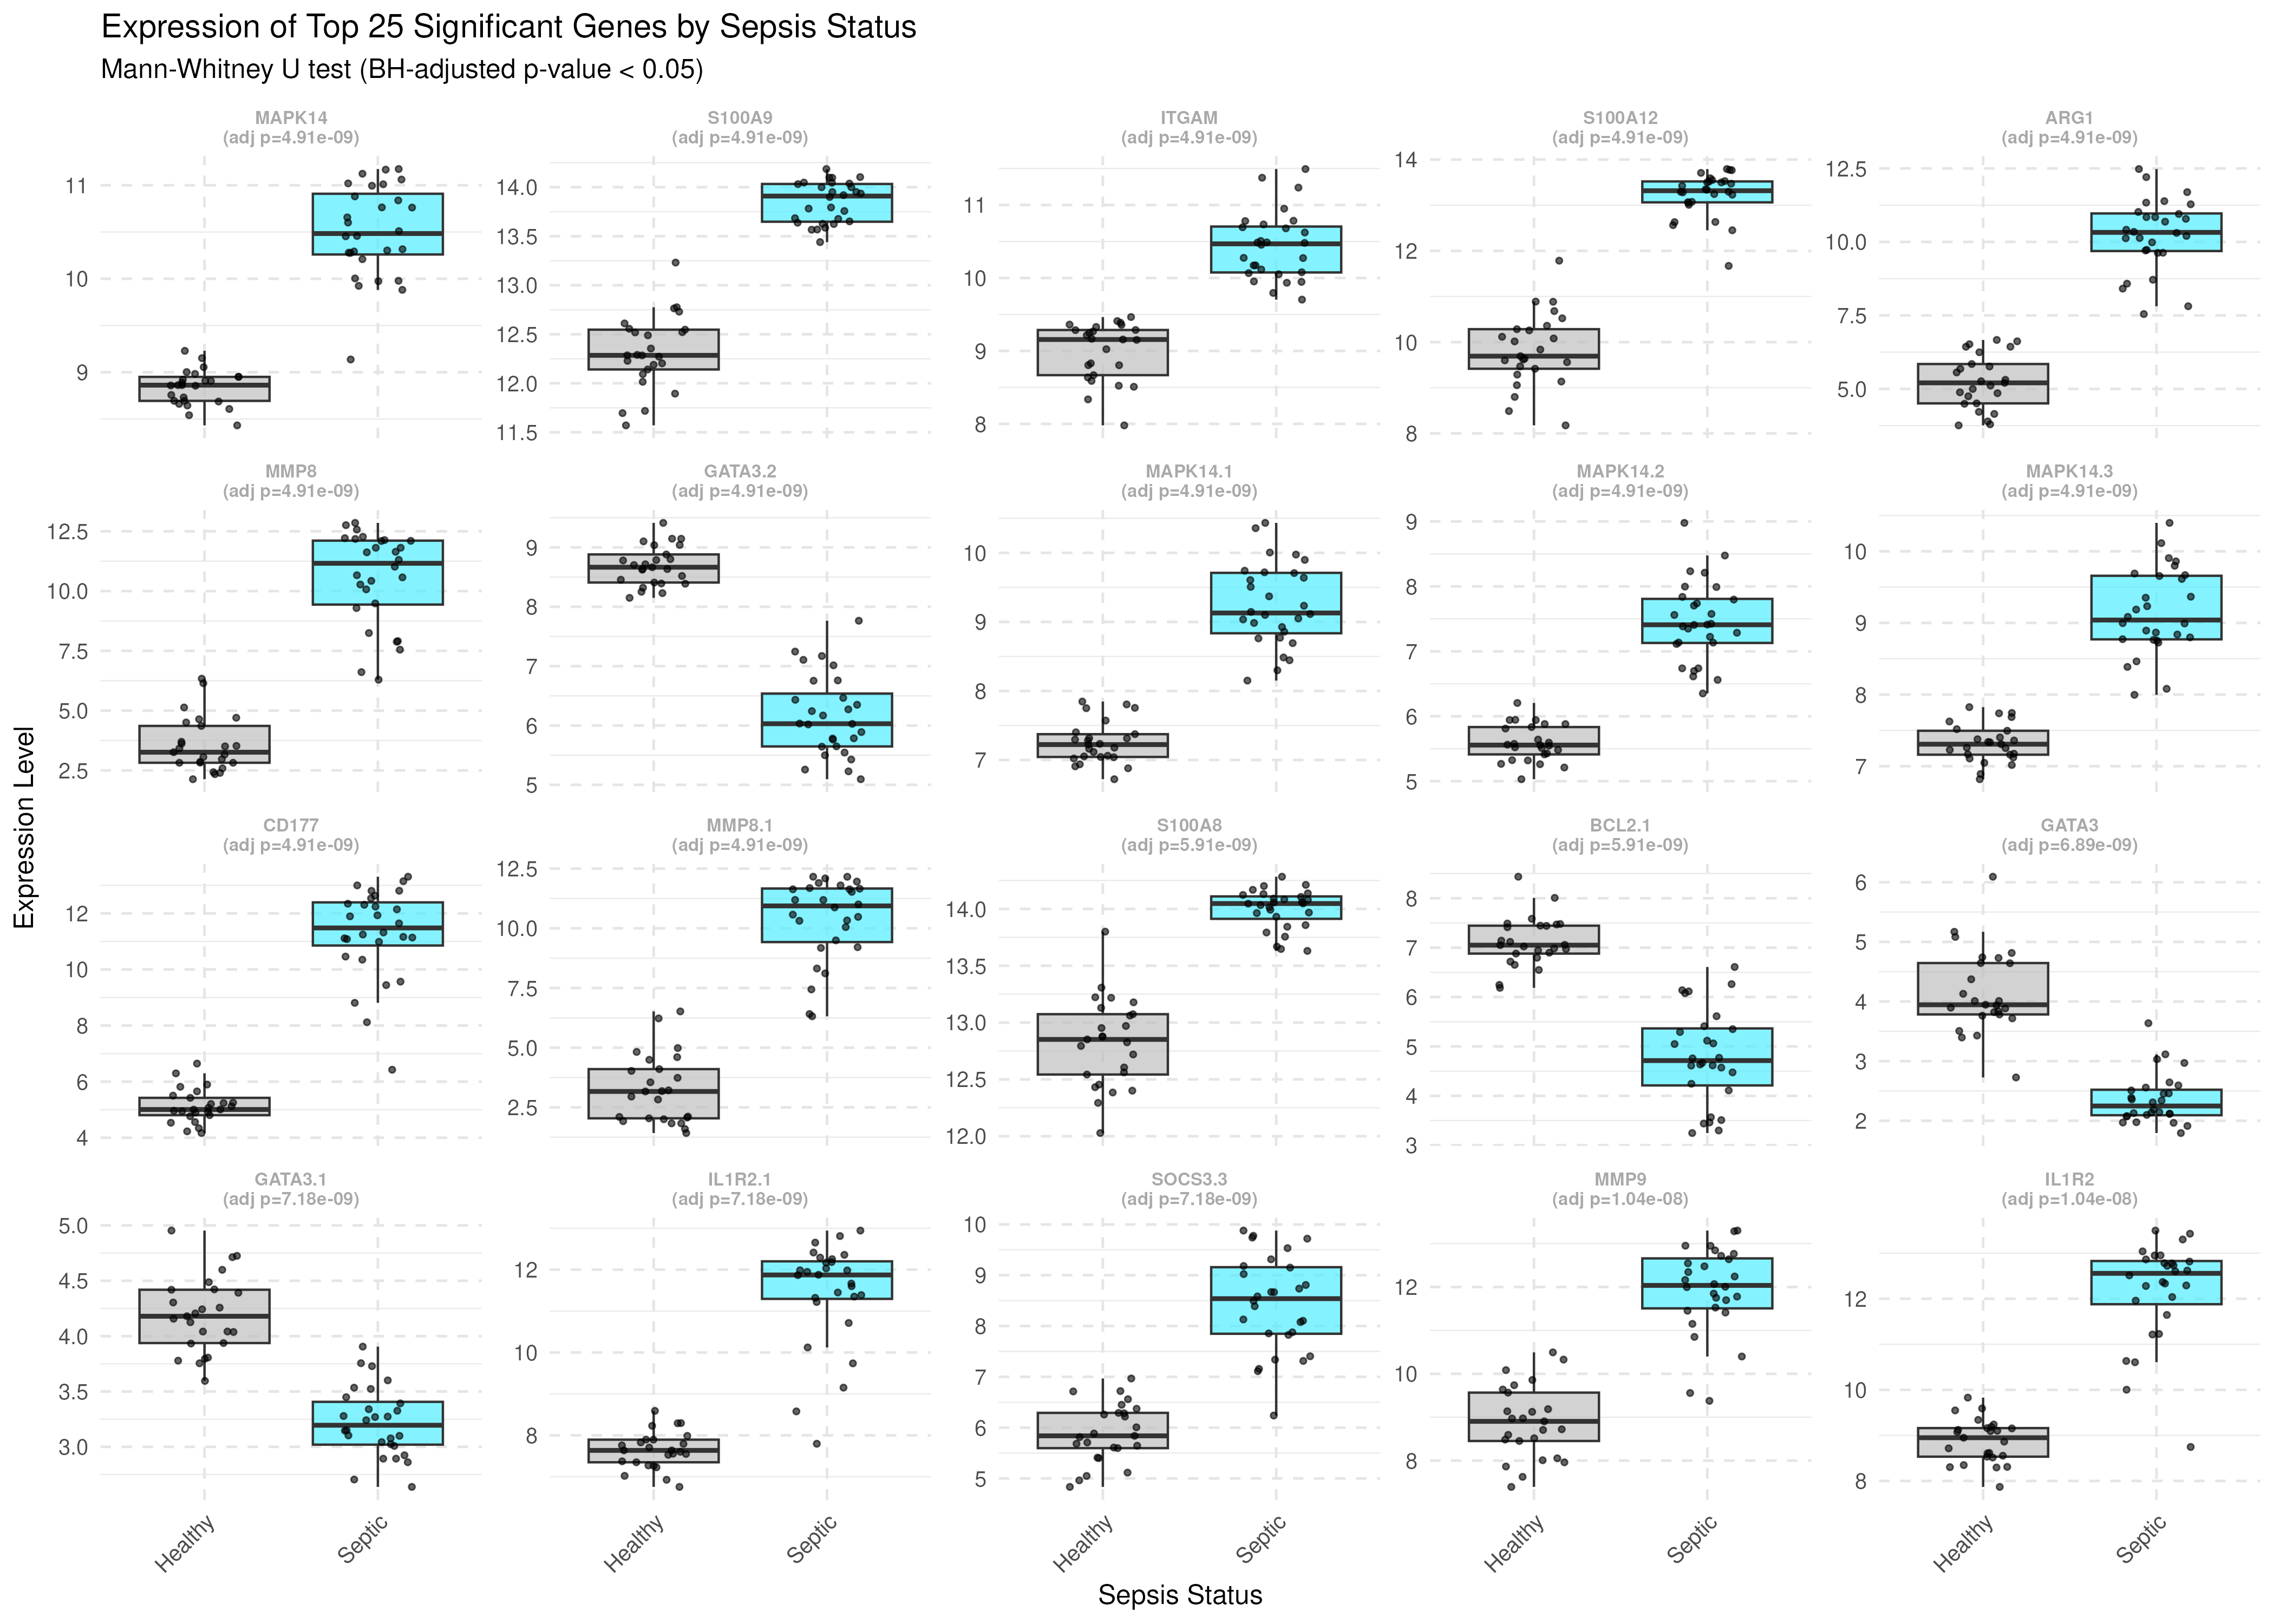 Expression of Top 25 Significant Genes by Sepsis Status
Mann-Whitney U test (BH-adjusted p-value < 0.05)
MAPK14
(adj p=4.91e-09)
11
10
9
S100A9
(adj p=4.91e-09)
14.0
13.5
13.0
12.5
12.0
11.5
ITGAM
(adj p=4.91e-09)
11
10
9
8
S100A12
(adj p=4.91e-09)
14
12
10
8
ARG1
(adj p=4.91e-09)
12.5
10.0
7.5
5.0
MMP8
(adj p=4.91e-09)
12.5
10.0
7.5
5.0
2.5
GATA3.2
(adj p=4.91e-09)
9
8
7
6
5
MAPK14.1
(adj p=4.91e-09)
10
9
8
7
MAPK14.2
(adj p=4.91e-09)
9
8
7
6
5
MAPK14.3
(adj p=4.91e-09)
10
9
8
7
CD177
(adj p=4.91e-09)
12
10
8
6
4
MMP8.1
(adj p=4.91e-09)
12.5
10.0
7.5
5.0
2.5
S100A8
(adj p=5.91e-09)
14.0
13.5
13.0
12.5
12.0
BCL2.1
(adj p=5.91e-09)
8
7
6
5
4
3
GATA3
(adj p=6.89e-09)
6
5
4
3
2
GATA3.1
(adj p=7.18e-09)
5.0
4.5
4.0
3.5
3.0
IL1R2.1
(adj p=7.18e-09)
12
10
8
SOCS3.3
(adj p=7.18e-09)
10
9
8
7
6
5
MMP9
(adj p=1.04e-08)
12
10
8
IL1R2
(adj p=1.04e-08)
12
10
8
Expression Level
Healthy
Septic
Healthy
Septic
Healthy
Septic
Healthy
Septic
Healthy
Septic
Sepsis Status